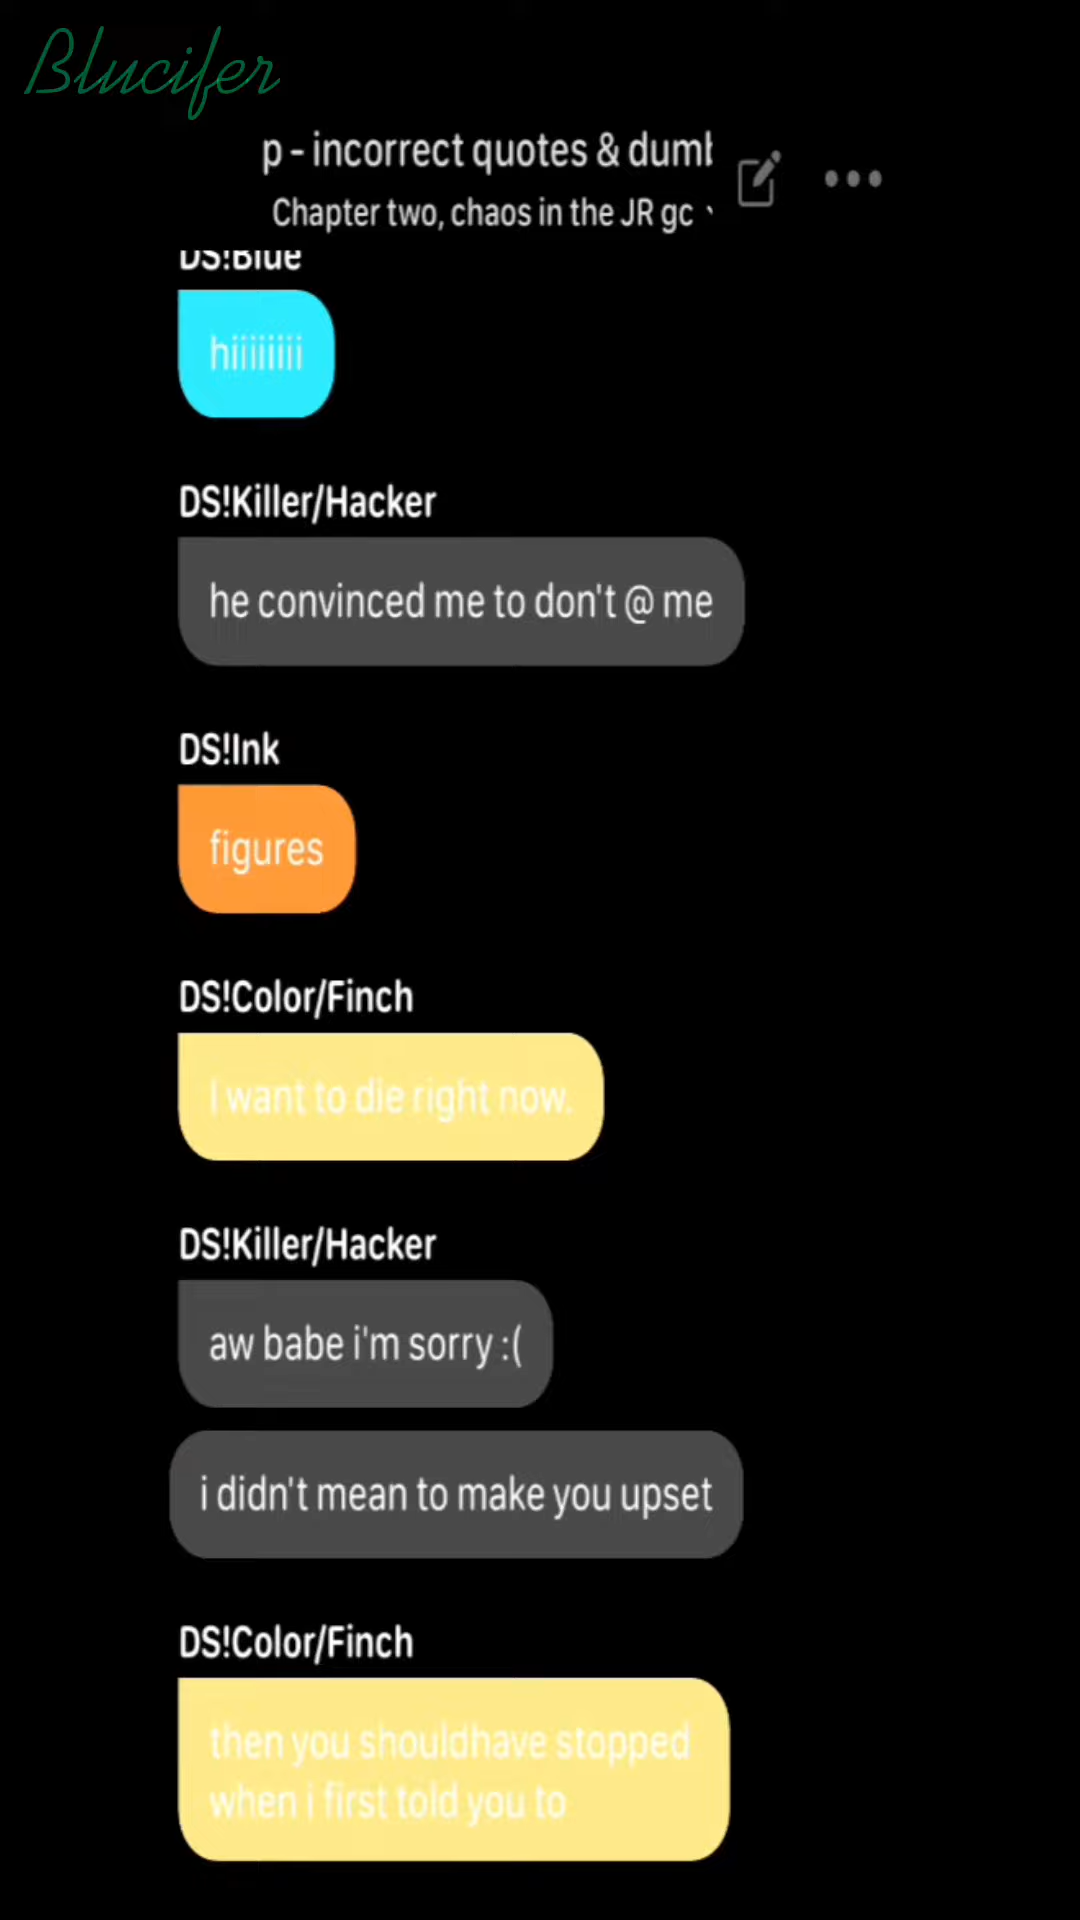 Blucifer
p - incorrect quotes & dumb
Chapter two, chaos in the JR gc
DS!Blue
hiiiiiiii
DS!Killer/Hacker
he convinced me to don't @ me
DS!Ink
figures
DS!Color/Finch
I want to die right now.
DS!Killer/Hacker
aw babe i'm sorry :(
i didn't mean to make you upset
DS!Color/Finch
then you shouldhave stopped
when i first told you to